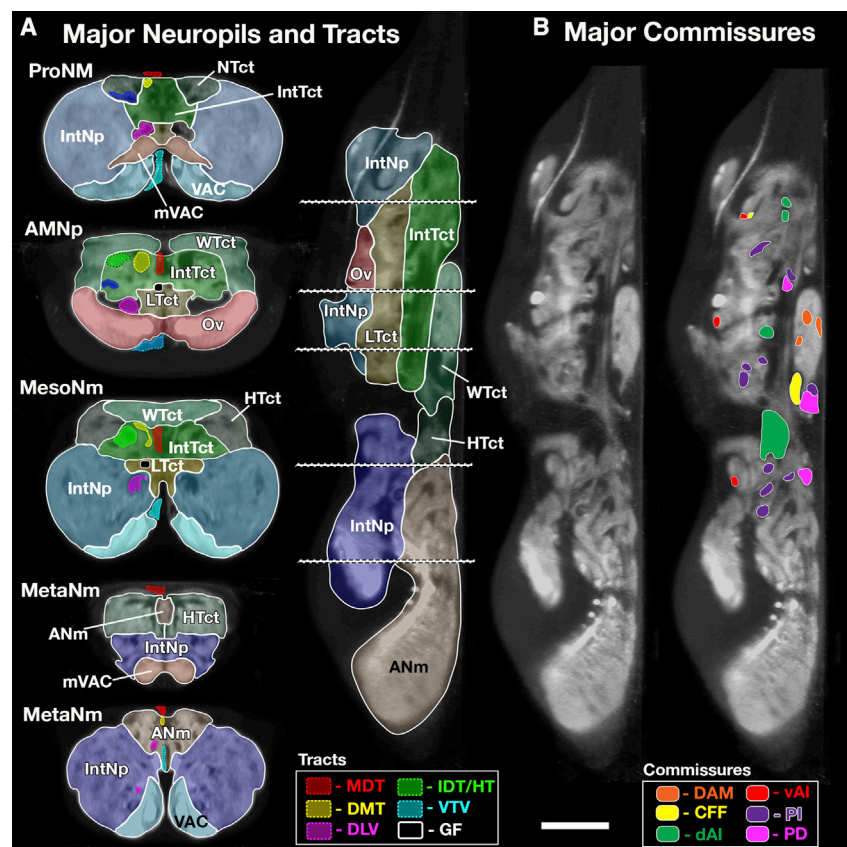 A
Major Neuropils and Tracts
B
Major Commissures
ProNM
NTct
IntTct
IntNp
VAC
mVAC
AMNp
WTct
IntTct
LTct
Ov
MesoNm
HTct
WTct
IntTct
LTct
IntNp
MetaNm
HTct
ANm
IntNp
mVAC
MetaNm
ANm
IntNp
VAC
IntNp
IntTct
Ov
IntNp
LTct
WTct
HTct
IntNp
ANm
Tracts
- MDT
- IDT/HT
- DMT
- VTV
- DLV
- GF
Commissures
- DAM
- vAI
- CFF
- PI
- dAI
- PD